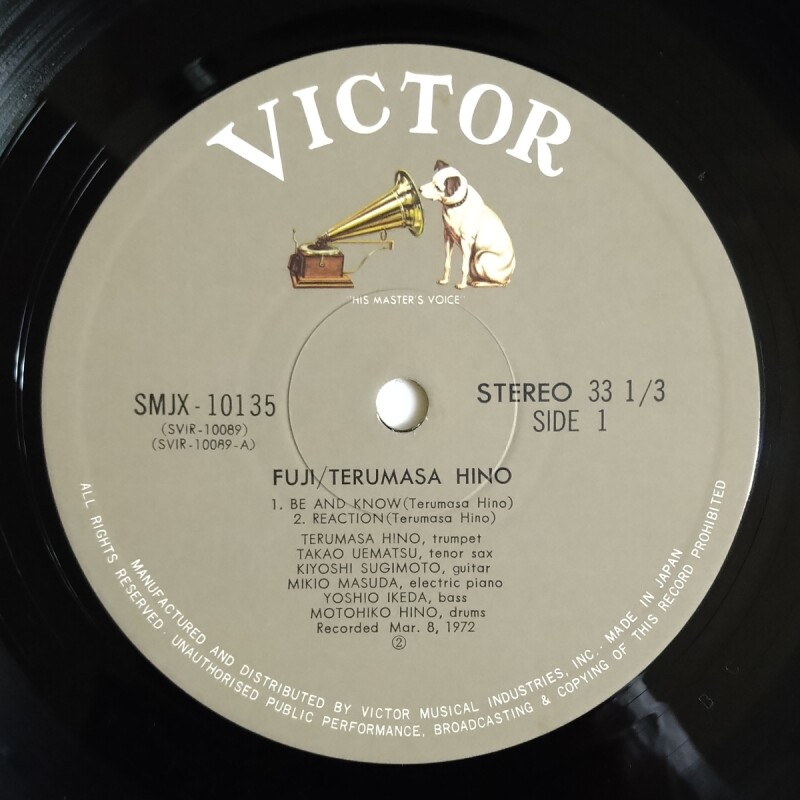 VICTOR
"HIS MASTER'S VOICE"
SMJX-10135
(SVIR-10089)
(SVIR-10089-A)
STEREO 33 1/3
SIDE 1
FUJI/TERUMASA HINO
1. BE AND KNOW(Terumasa Hino)
2. REACTION(Terumasa Hino)
TERUMASA HINO, trumpet
TAKAO UEMATSU, tenor sax
KIYOSHI SUGIMOTO, guitar
MIKIO MASUDA, electric piano
YOSHIO IKEDA, bass
MOTOHIKO HINO, drums
Recorded Mar. 8, 1972
②
MANUFACTURED AND DISTRIBUTED BY VICTOR MUSICAL INDUSTRIES, INC.· MADE IN JAPAN
ALL RIGHTS RESERVED· UNAUTHORISED PUBLIC PERFORMANCE, BROADCASTING & COPYING OF THIS RECORD PROHIBITED